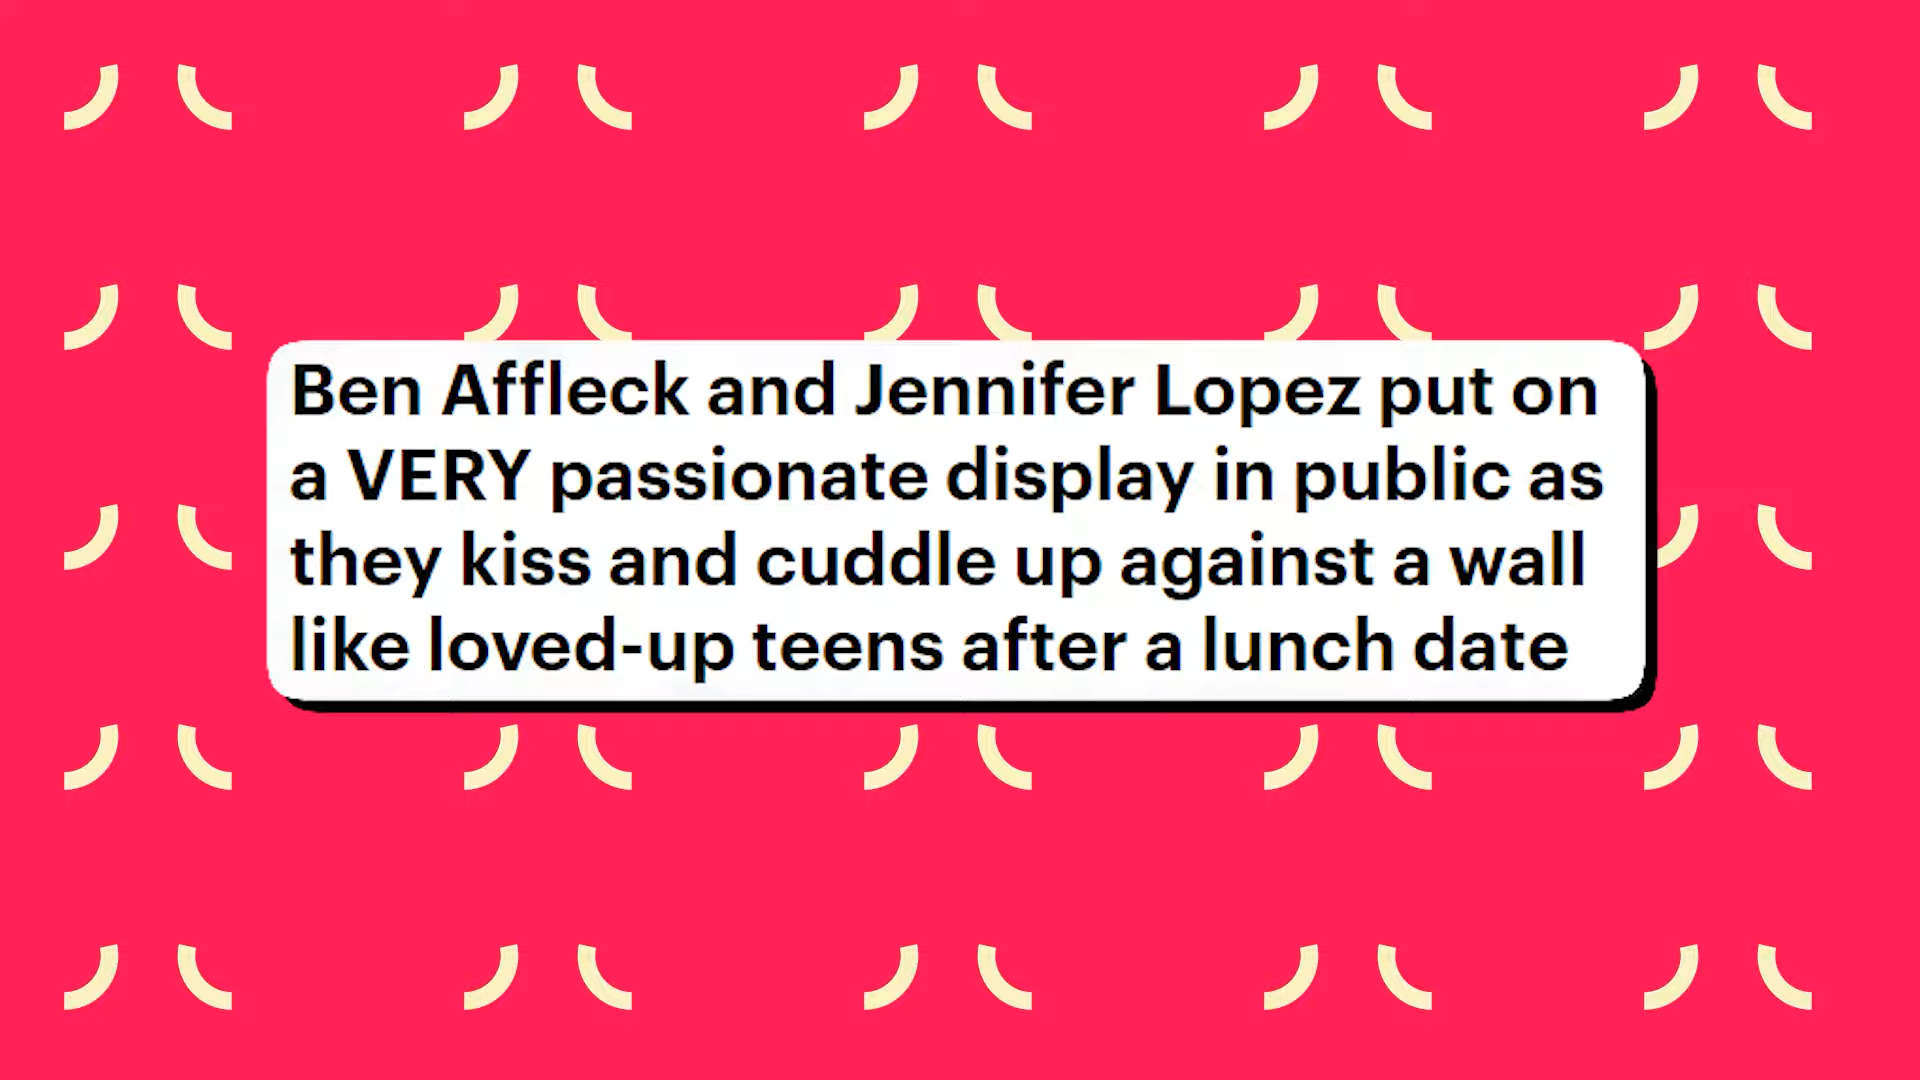 Ben Affleck and Jennifer Lopez put on
a VERY passionate display in public as
they kiss and cuddle up against a wall
like loved-up teens after a lunch date